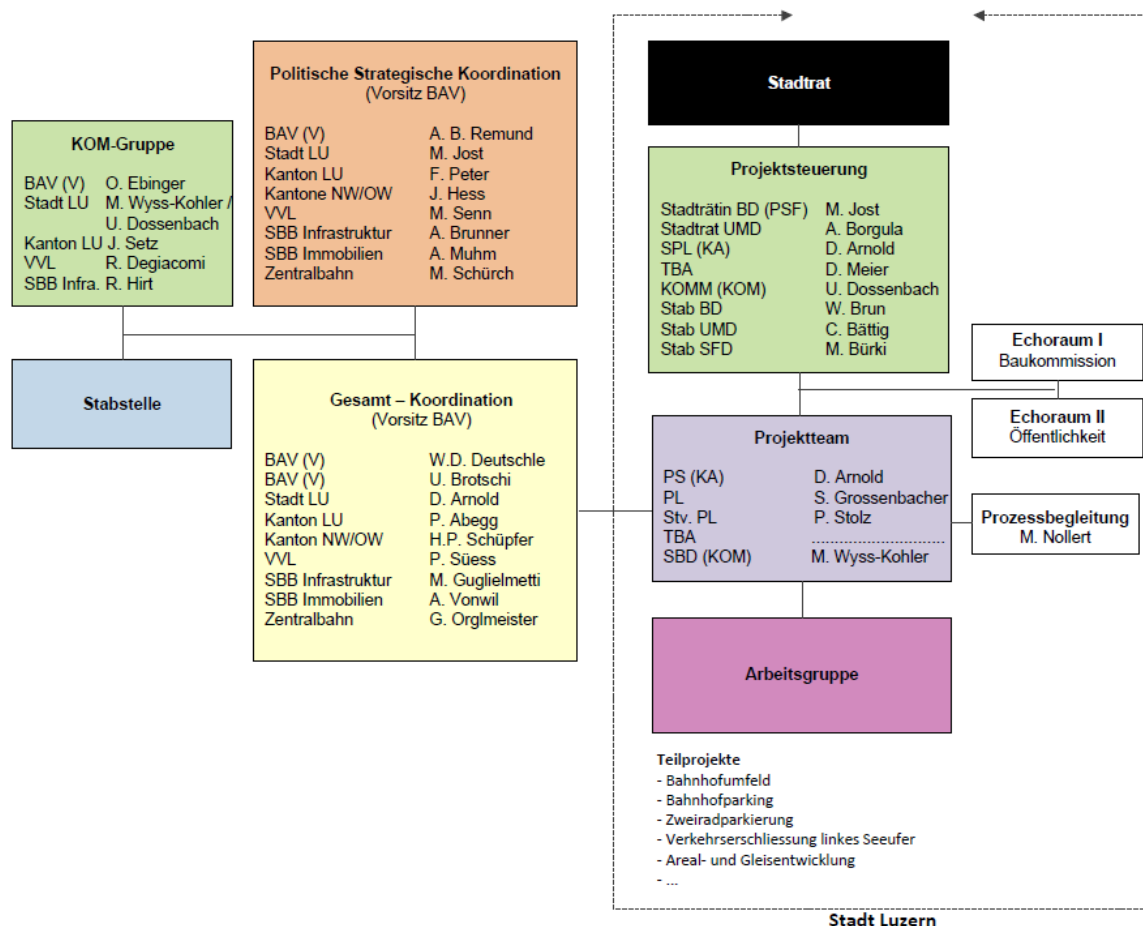 KOM-Gruppe
BAV (V) O. Ebinger
Stadt LU M. Wyss-Kohler /
U. Dossenbach
Kanton LU J. Setz
VVL R. Degiacomi
SBB Infra. R. Hirt
Politische Strategische Koordination
(Vorsitz BAV)
BAV (V) A. B. Remund
Stadt LU M. Jost
Kanton LU F. Peter
Kantone NW/OW J. Hess
VVL M. Senn
SBB Infrastruktur A. Brunner
SBB Immobilien A. Muhm
Zentralbahn M. Schürch
Stabstelle
Gesamt – Koordination
(Vorsitz BAV)
BAV (V) W.D. Deutschle
BAV (V) U. Brotschi
Stadt LU D. Arnold
Kanton LU P. Abegg
Kanton NW/OW H.P. Schüpfer
VVL P. Süess
SBB Infrastruktur M. Guglielmetti
SBB Immobilien A. Vonwil
Zentralbahn G. Orglmeister
Stadtrat
Projektsteuerung
Stadträtin BD (PSF) M. Jost
Stadtrat UMD A. Borgula
SPL (KA) D. Arnold
TBA D. Meier
KOMM (KOM) U. Dossenbach
Stab BD W. Brun
Stab UMD C. Bättig
Stab SFD M. Bürki
Echoraum I
Baukommission
Echoraum II
Öffentlichkeit
Projektteam
PS (KA) D. Arnold
PL S. Grossenbacher
Stv. PL P. Stolz
TBA ..............................
SBD (KOM) M. Wyss-Kohler
Prozessbegleitung
M. Nollert
Arbeitsgruppe
Teilprojekte
- Bahnhofumfeld
- Bahnhofparking
- Zweiradparkierung
- Verkehrserschliessung linkes Seeufer
- Areal- und Gleisentwicklung
- ...
Stadt Luzern